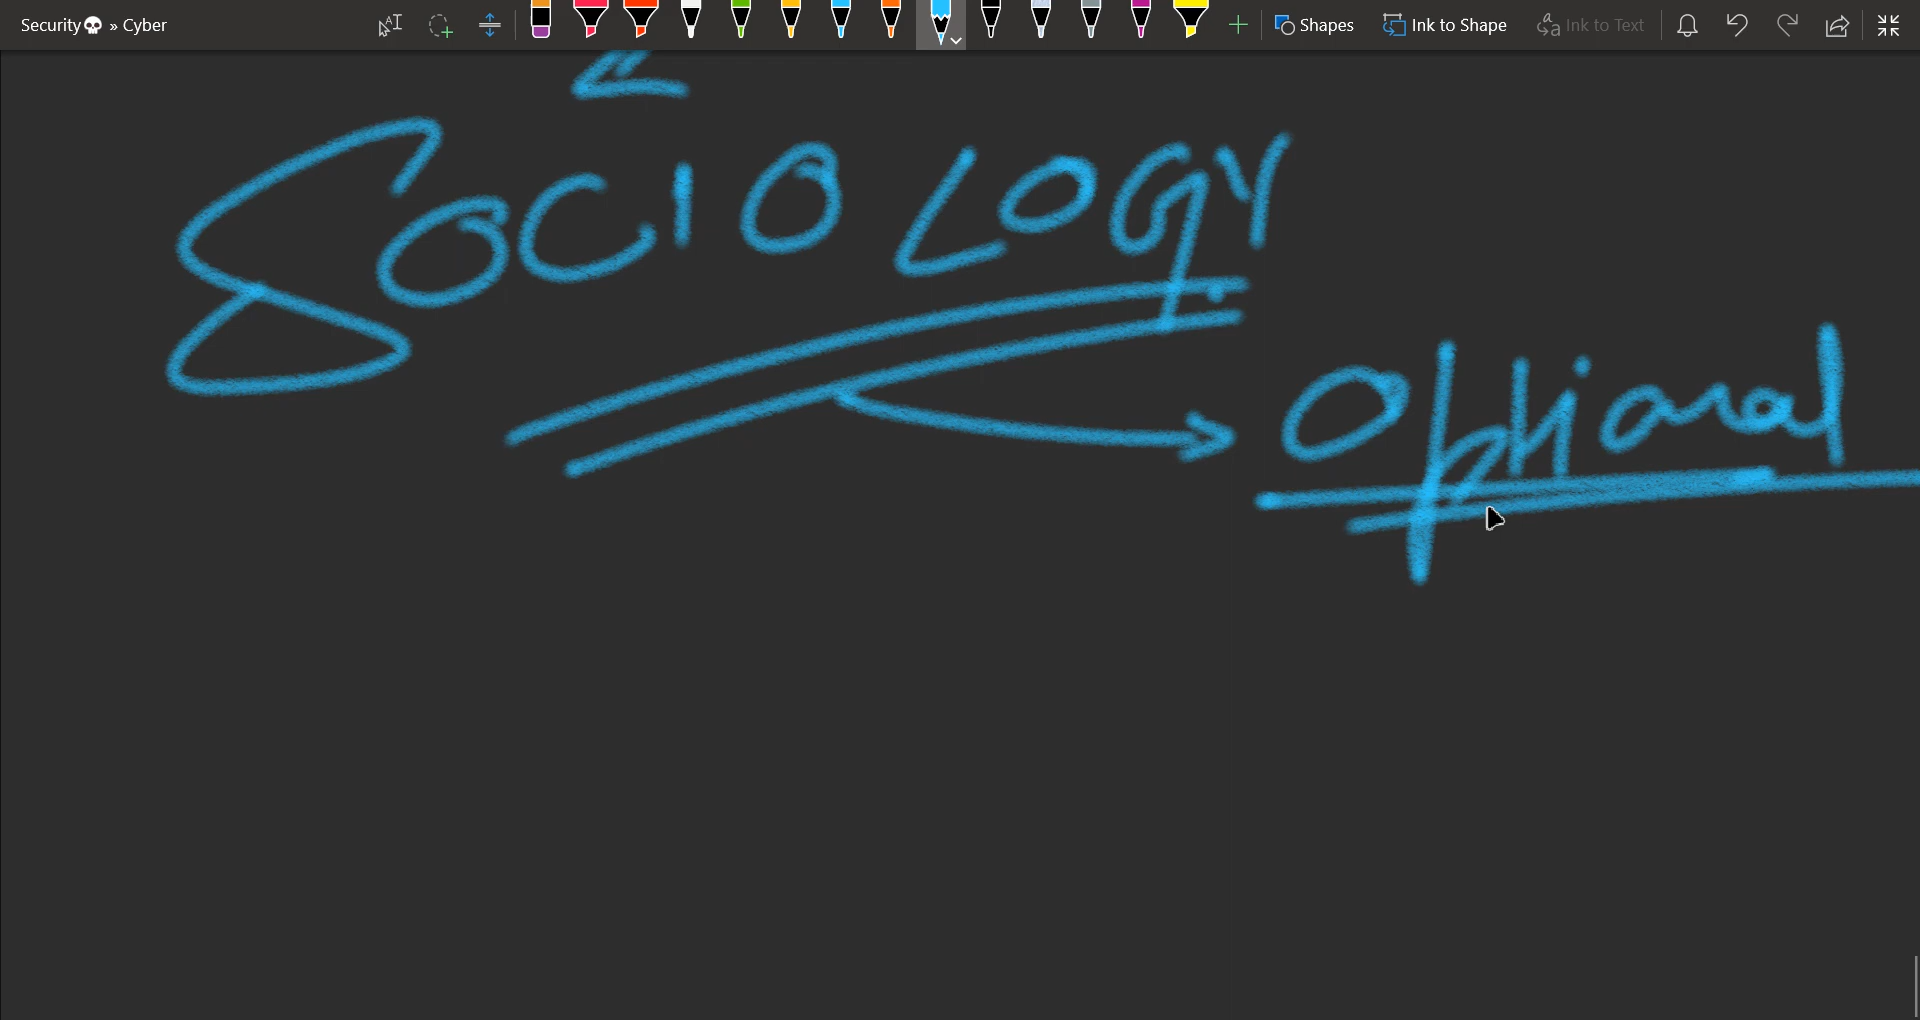 Security💀 » Cyber Shapes Ink to Shape Ink to Text
SOCIOLOGY
Optional